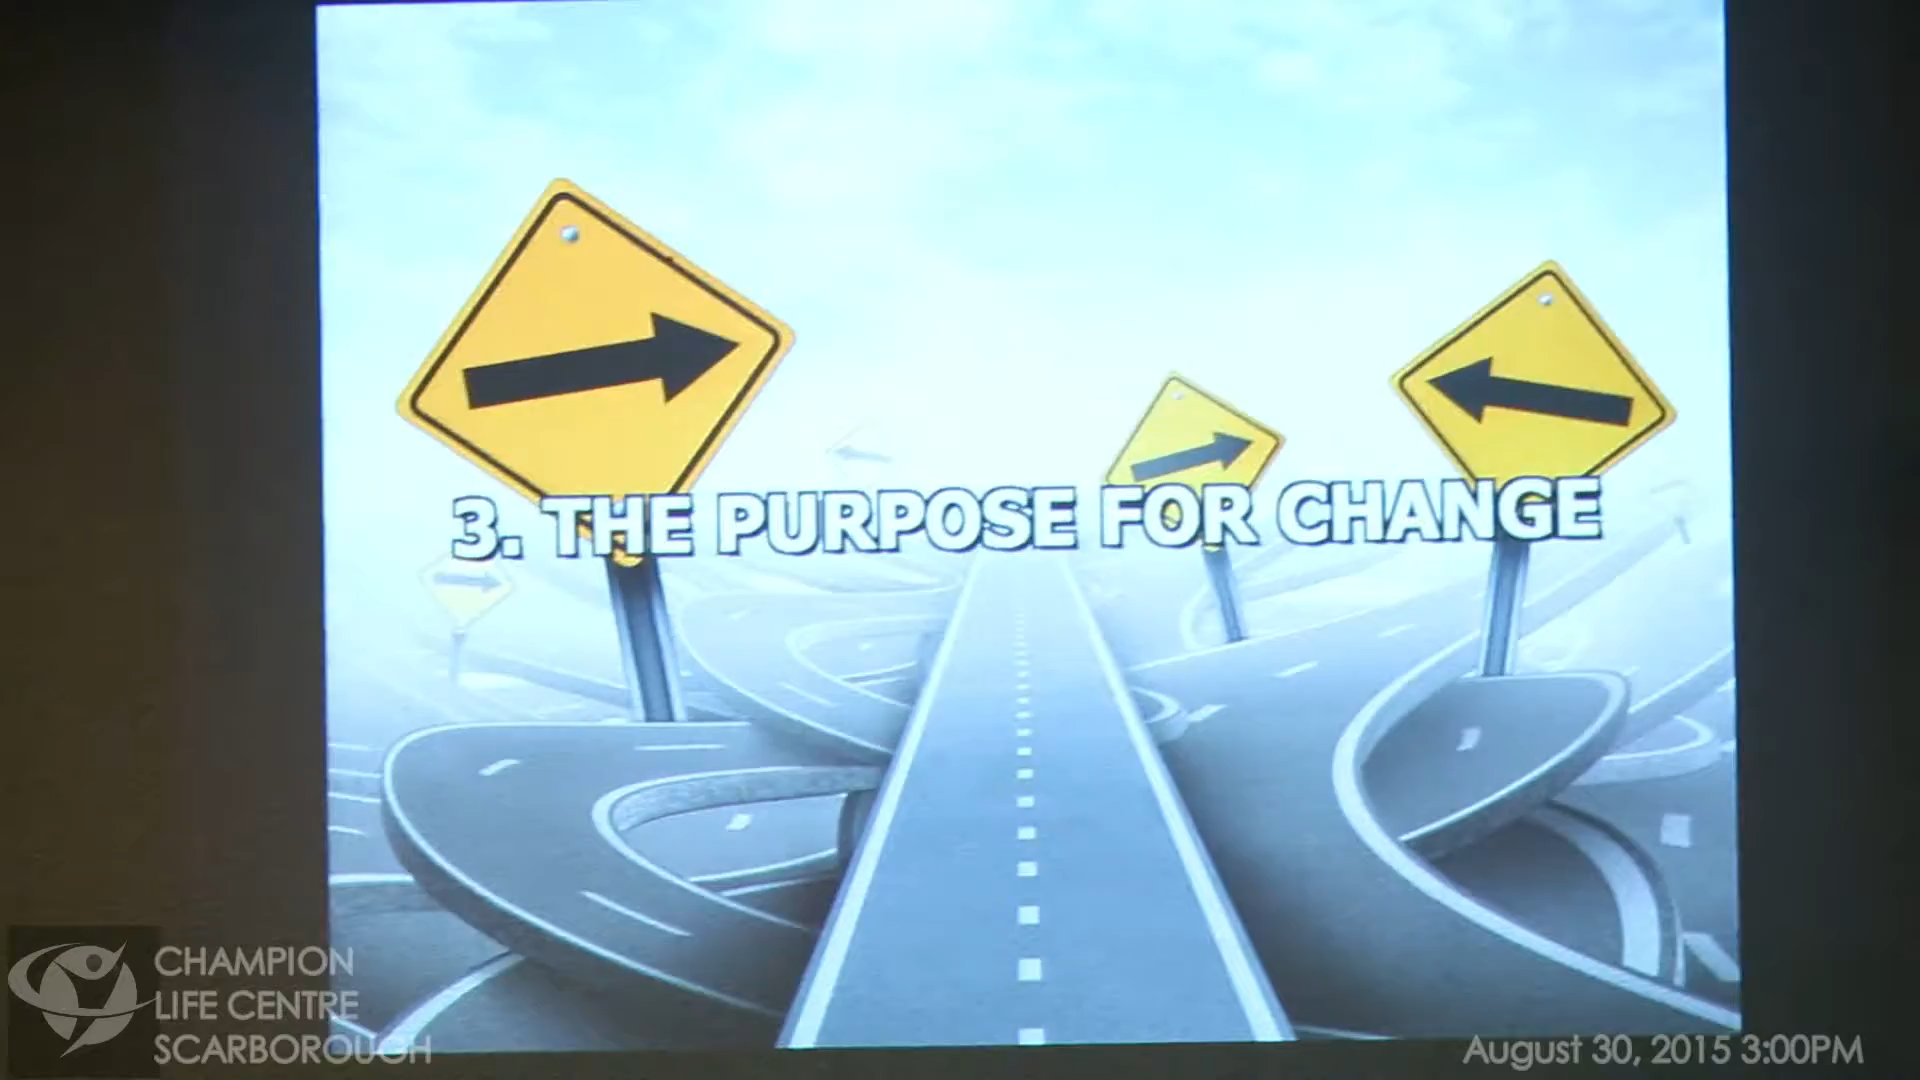 3. THE PURPOSE FOR CHANGE
CHAMPION
LIFE CENTRE
SCARBOROUGH
August 30, 2015 3:00PM